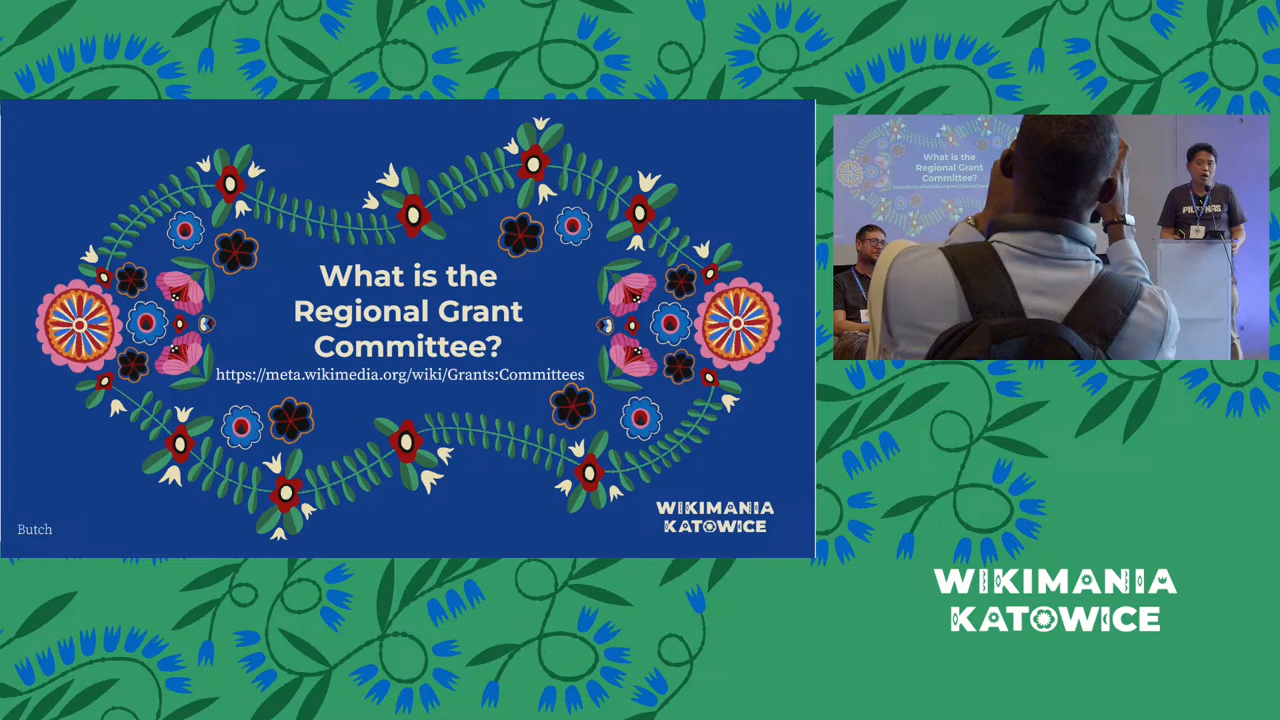 What is the
Regional Grant
Committee?
https://meta.wikimedia.org/wiki/Grants:Committees
WIKIMANIA
KATOWICE
Butch
What is the
Regional Grant
Committee?
PILIPINAS
WIKIMANIA
KATOWICE